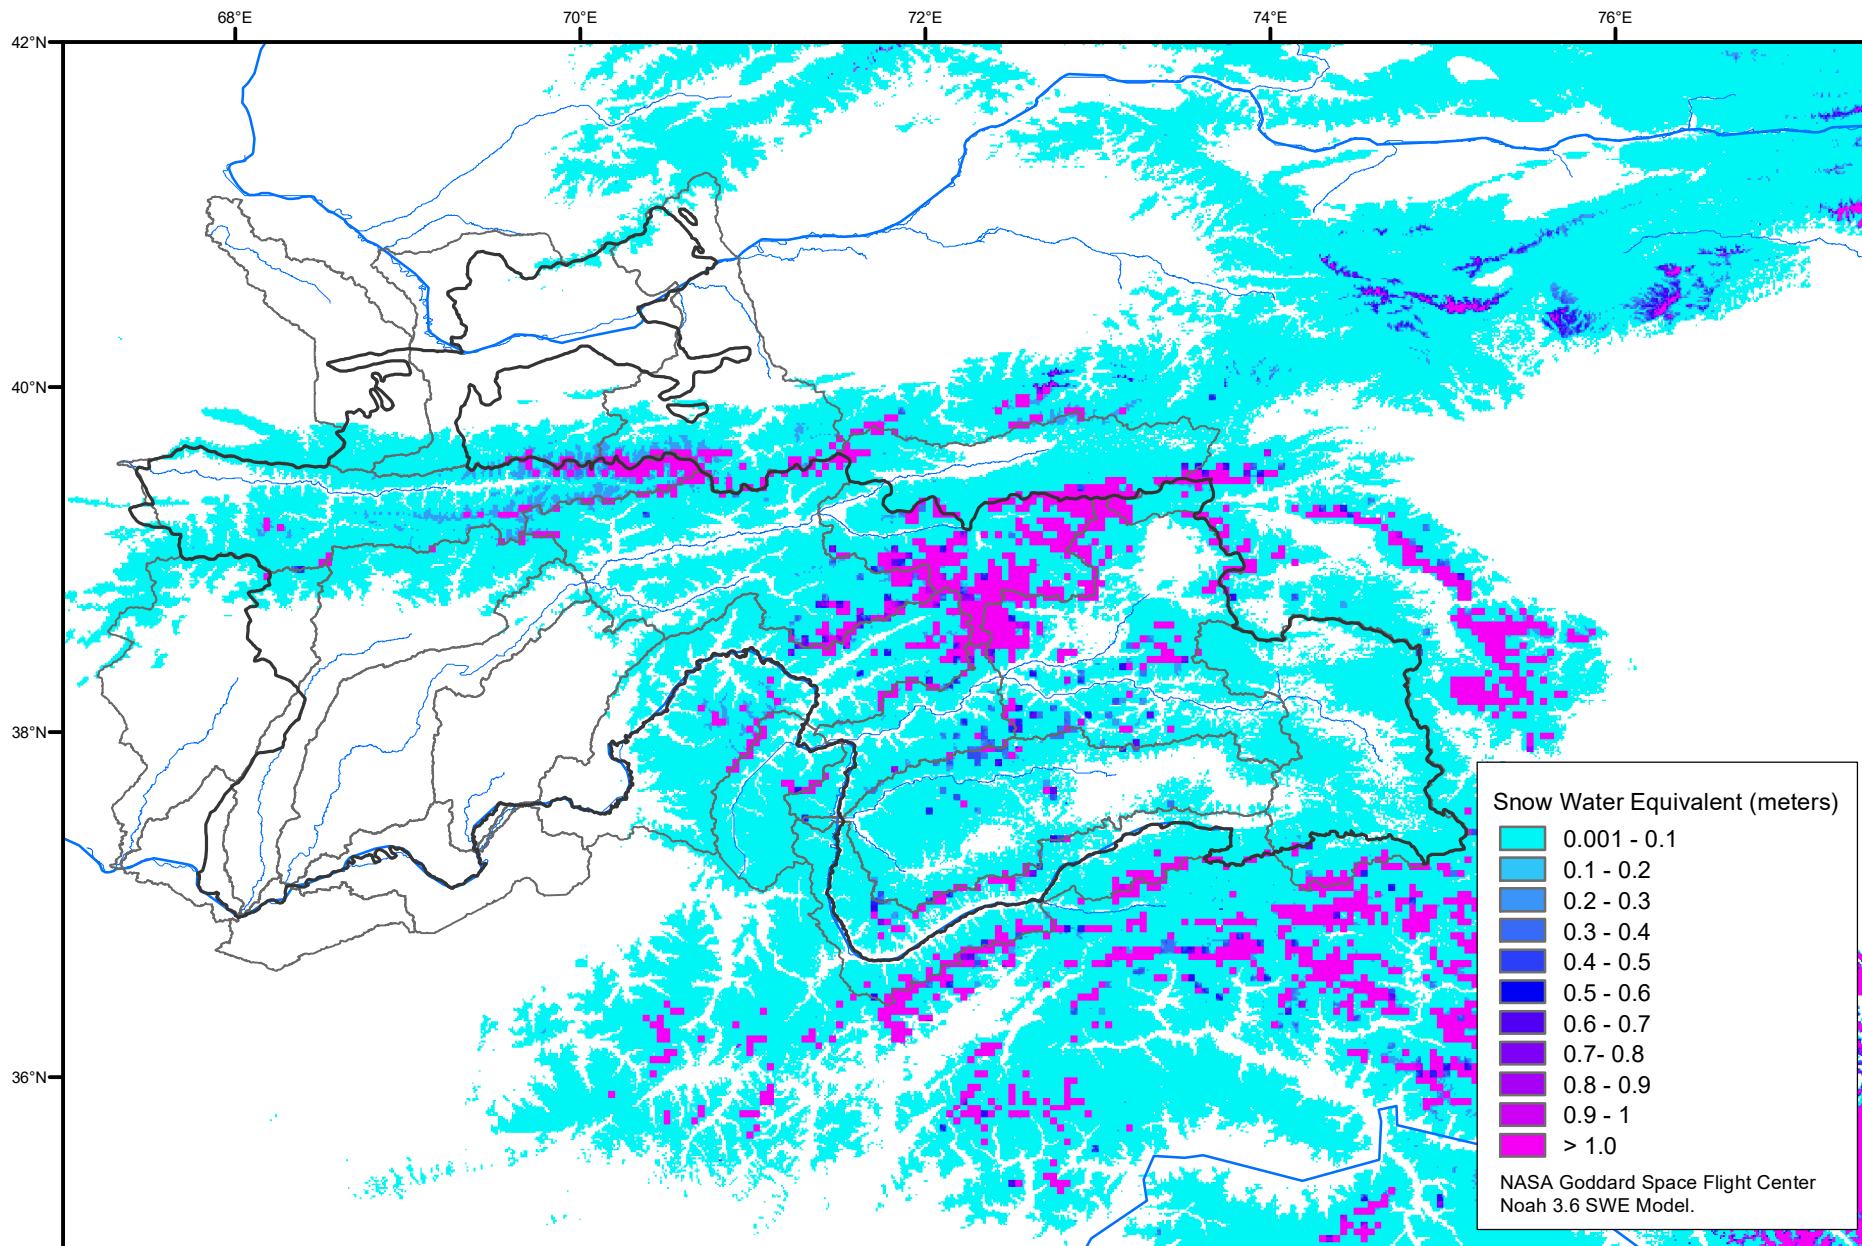 68°E 70°E 72°E 74°E 76°E
42°N
40°N
38°N
36°N
Snow Water Equivalent (meters)
0.001 - 0.1
0.1 - 0.2
0.2 - 0.3
0.3 - 0.4
0.4 - 0.5
0.5 - 0.6
0.6 - 0.7
0.7- 0.8
0.8 - 0.9
0.9 - 1
> 1.0
NASA Goddard Space Flight Center
Noah 3.6 SWE Model.